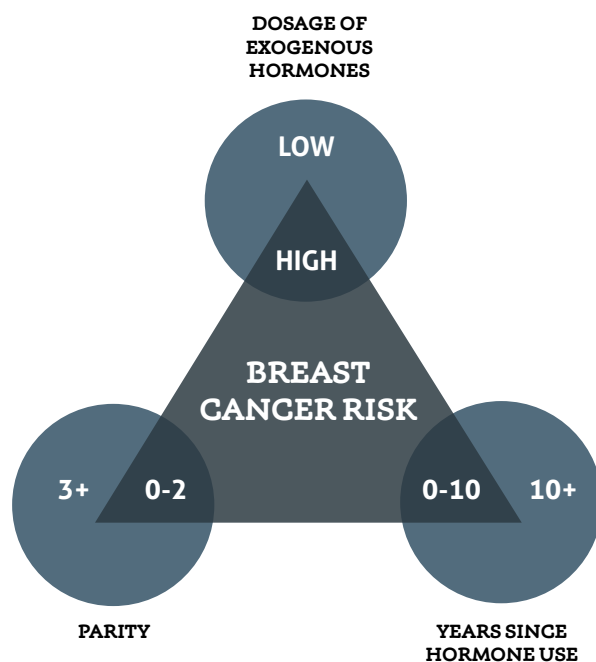 DOSAGE OF
EXOGENOUS
HORMONES
LOW
HIGH
BREAST
CANCER RISK
3+ 0-2 0-10 10+
PARITY
YEARS SINCE
HORMONE USE